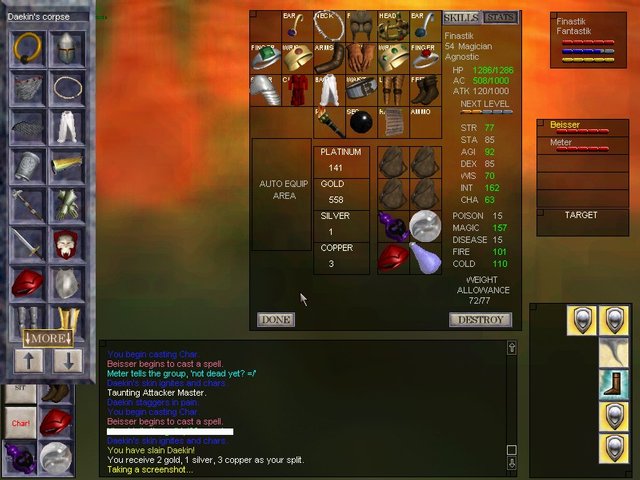 Daekin's corpse
MORE
SIT
Char!
EAR
NECK
HEAD
EAR
FINGER
WRIST
ARMS
FINGER
AMMO
AUTO EQUIP
AREA
PLATINUM
141
GOLD
558
SILVER
1
COPPER
3
DONE
DESTROY
SKILLS
STATS
Finastik
54 Magician
Agnostic
HP 1286/1286
AC 508/1000
ATK 120/1000
NEXT LEVEL
STR 77
STA 85
AGI 92
DEX 85
WIS 70
INT 162
CHA 63
POISON 15
MAGIC 157
DISEASE 15
FIRE 101
COLD 110
WEIGHT
ALLOWANCE
72/77
Finastik
Fantastik
Beisser
Meter
TARGET
You begin casting Char.
Beisser begins to cast a spell.
Meter tells the group, 'not dead yet? =/'
Daekin's skin ignites and chars.
Taunting Attacker Master.
Daekin staggers in pain.
You begin casting Char.
Beisser begins to cast a spell.
Daekin's skin ignites and chars.
You have slain Daekin!
You receive 2 gold, 1 silver, 3 copper as your split.
Taking a screenshot...